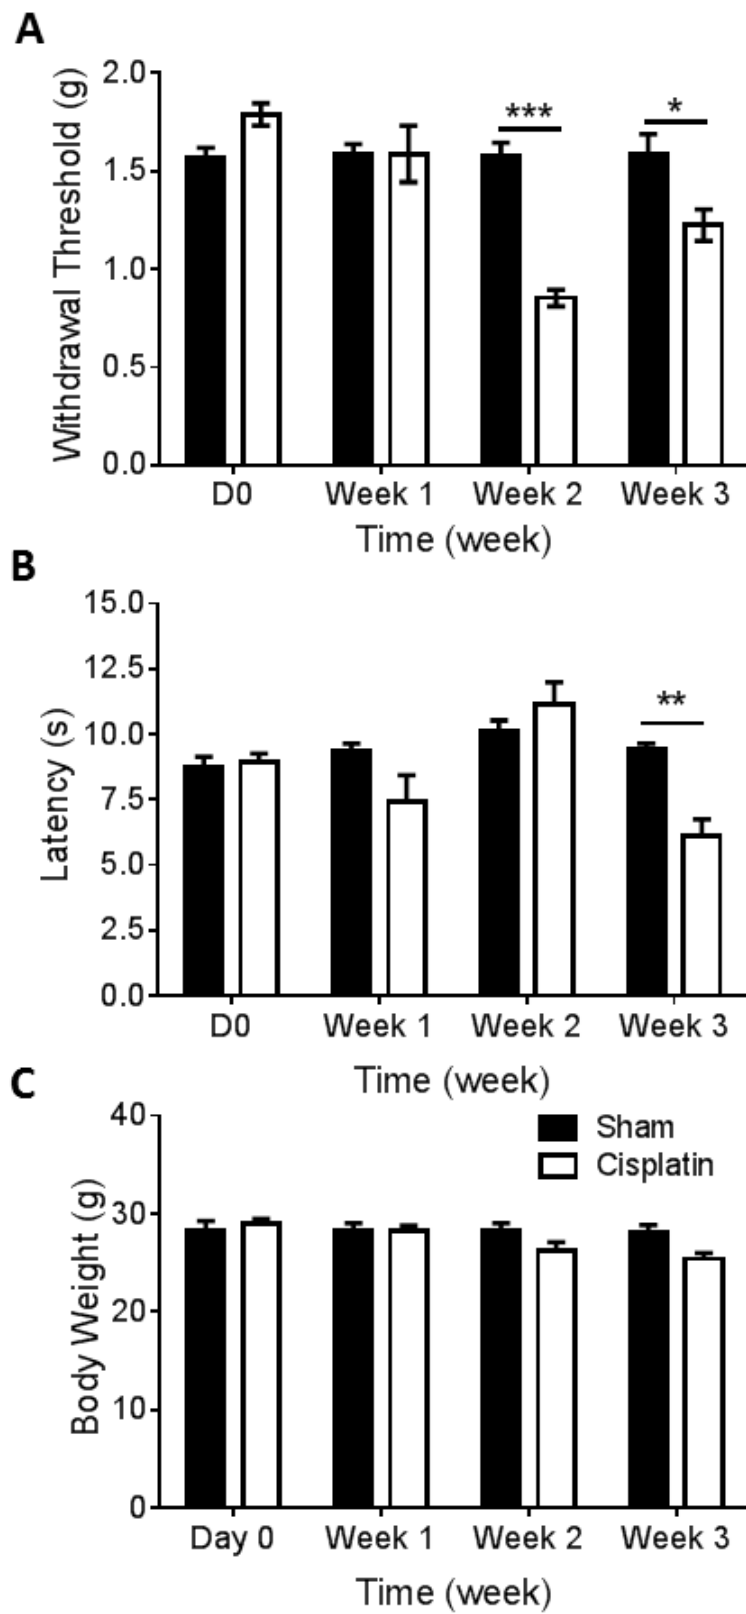 A
Withdrawal Threshold (g)
2.0
1.5
1.0
0.5
0.0
***
*
D0 Week 1 Week 2 Week 3
Time (week)
B
Latency (s)
15.0
12.5
10.0
7.5
5.0
2.5
0.0
**
D0 Week 1 Week 2 Week 3
Time (week)
C
Body Weight (g)
40
30
20
10
0
Sham
Cisplatin
Day 0 Week 1 Week 2 Week 3
Time (week)